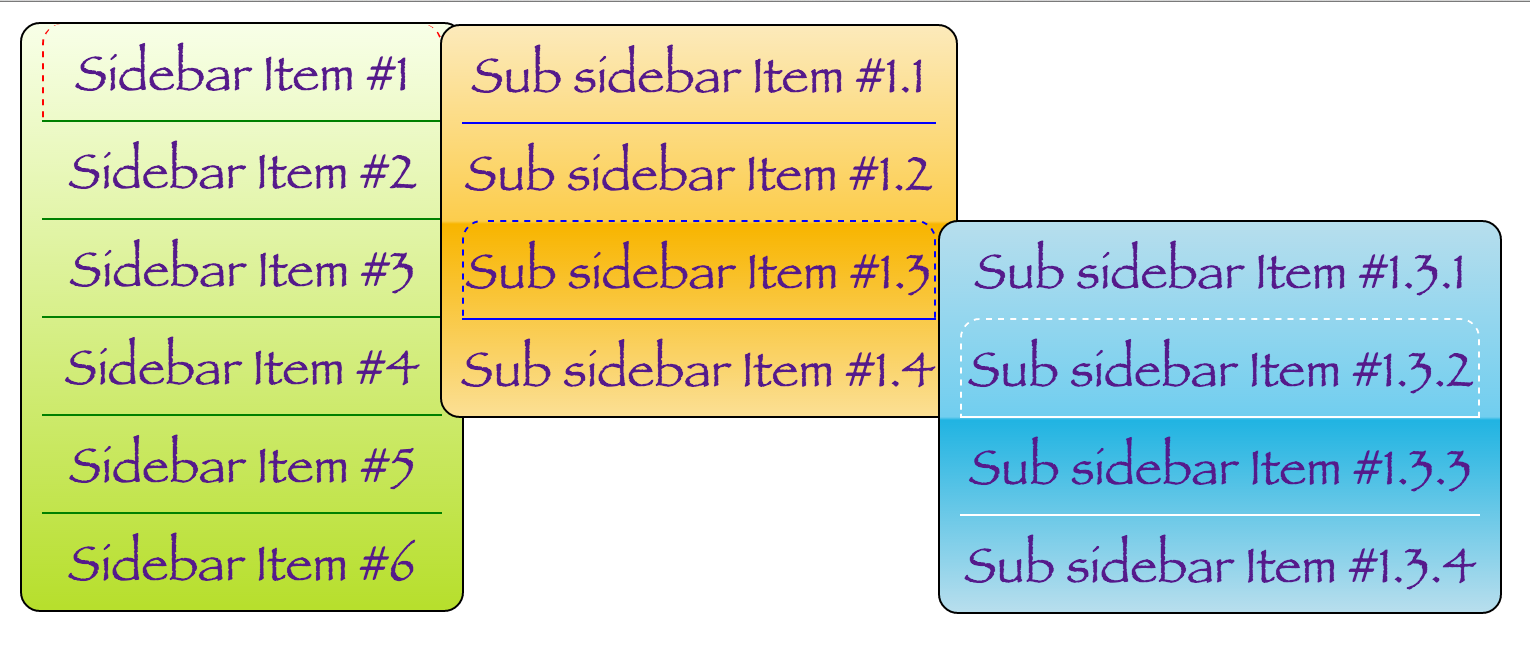 Sidebar Item #1
Sidebar Item #2
Sidebar Item #3
Sidebar Item #4
Sidebar Item #5
Sidebar Item #6
Sub sidebar Item #1.1
Sub sidebar Item #1.2
Sub sidebar Item #1.3
Sub sidebar Item #1.4
Sub sidebar Item #1.3.1
Sub sidebar Item #1.3.2
Sub sidebar Item #1.3.3
Sub sidebar Item #1.3.4